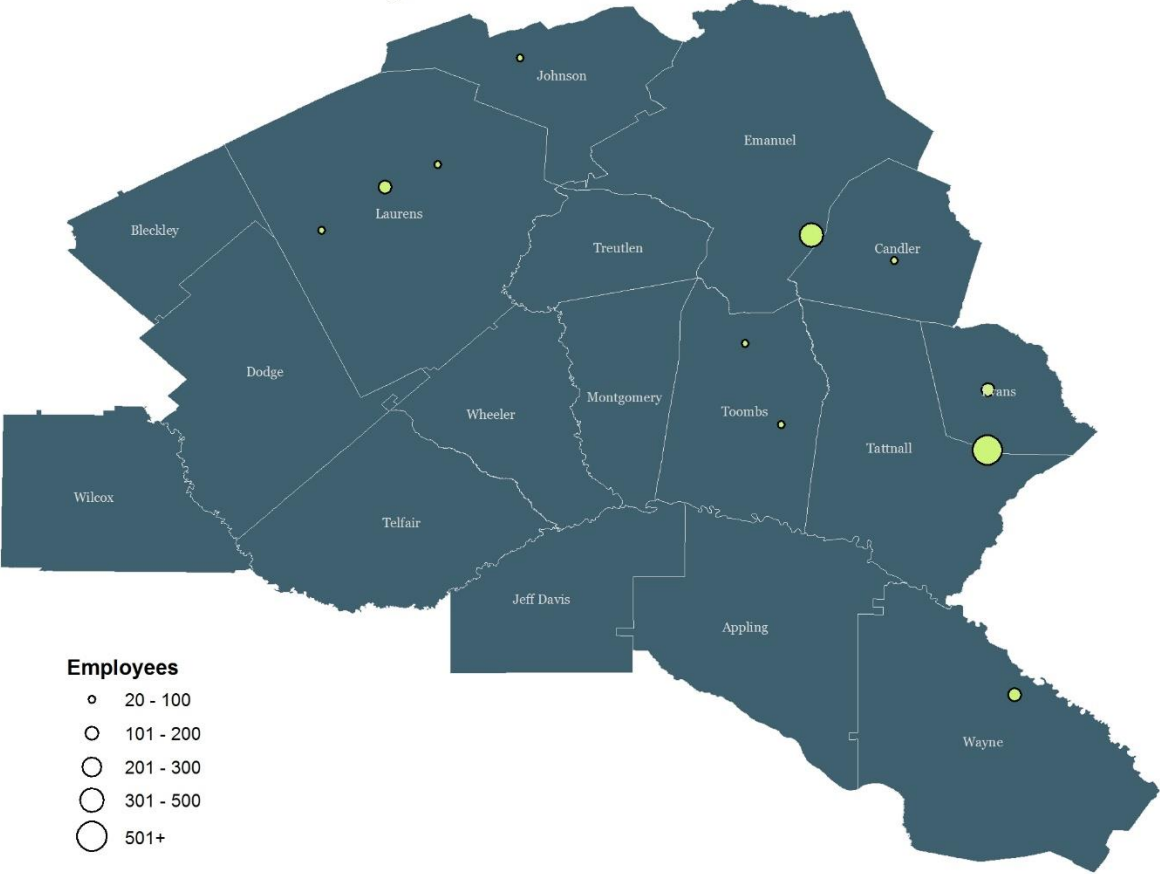 Johnson
Emanuel
Laurens
Bleckley
Treutlen
Candler
Dodge
Wheeler
Montgomery
Toombs
Evans
Tattnall
Wilcox
Telfair
Jeff Davis
Appling
Wayne
Employees
20 - 100
101 - 200
201 - 300
301 - 500
501+